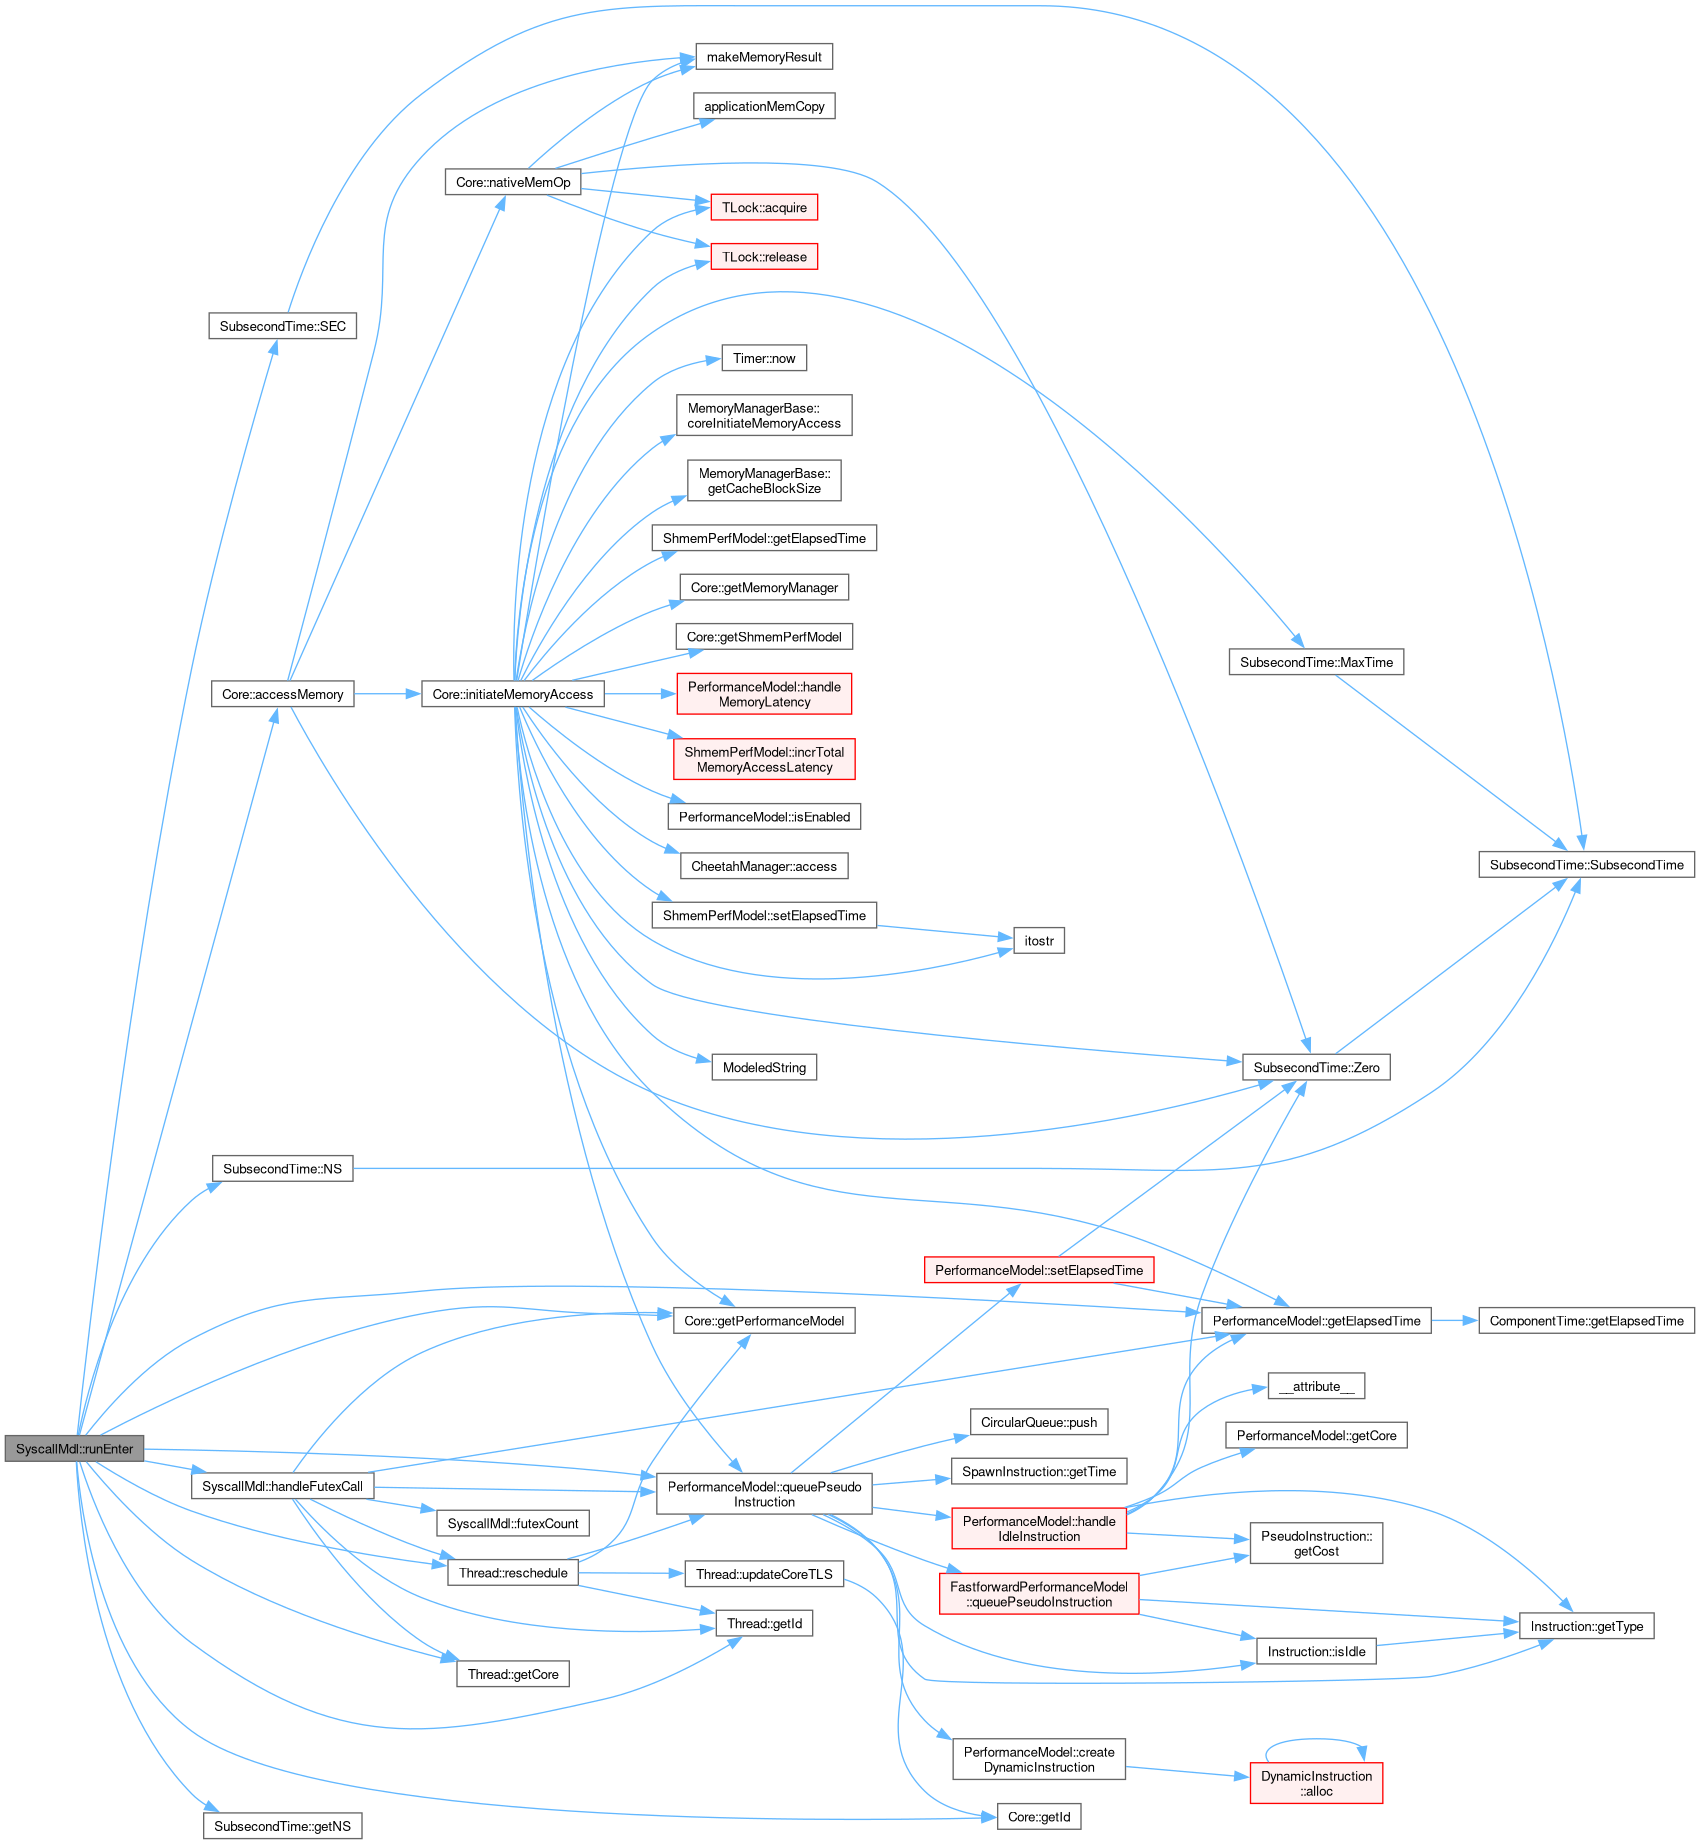 makeMemoryResult
applicationMemCopy
Core::nativeMemOp
TLock::acquire
TLock::release
SubsecondTime::SEC
Timer::now
MemoryManagerBase::
coreInitiateMemoryAccess
MemoryManagerBase::
getCacheBlockSize
ShmemPerfModel::getElapsedTime
Core::getMemoryManager
Core::getShmemPerfModel
SubsecondTime::MaxTime
Core::accessMemory
Core::initiateMemoryAccess
PerformanceModel::handle
MemoryLatency
ShmemPerfModel::incrTotal
MemoryAccessLatency
PerformanceModel::isEnabled
CheetahManager::access
SubsecondTime::SubsecondTime
ShmemPerfModel::setElapsedTime
itostr
ModeledString
SubsecondTime::Zero
SubsecondTime::NS
PerformanceModel::setElapsedTime
Core::getPerformanceModel
PerformanceModel::getElapsedTime
ComponentTime::getElapsedTime
__attribute__
CircularQueue::push
PerformanceModel::getCore
SyscallMdl::runEnter
SpawnInstruction::getTime
SyscallMdl::handleFutexCall
PerformanceModel::queuePseudo
Instruction
SyscallMdl::futexCount
PerformanceModel::handle
IdleInstruction
PseudoInstruction::
getCost
Thread::reschedule
Thread::updateCoreTLS
FastforwardPerformanceModel
::queuePseudoInstruction
Thread::getId
Instruction::getType
Instruction::isIdle
Thread::getCore
PerformanceModel::create
DynamicInstruction
DynamicInstruction
::alloc
Core::getId
SubsecondTime::getNS